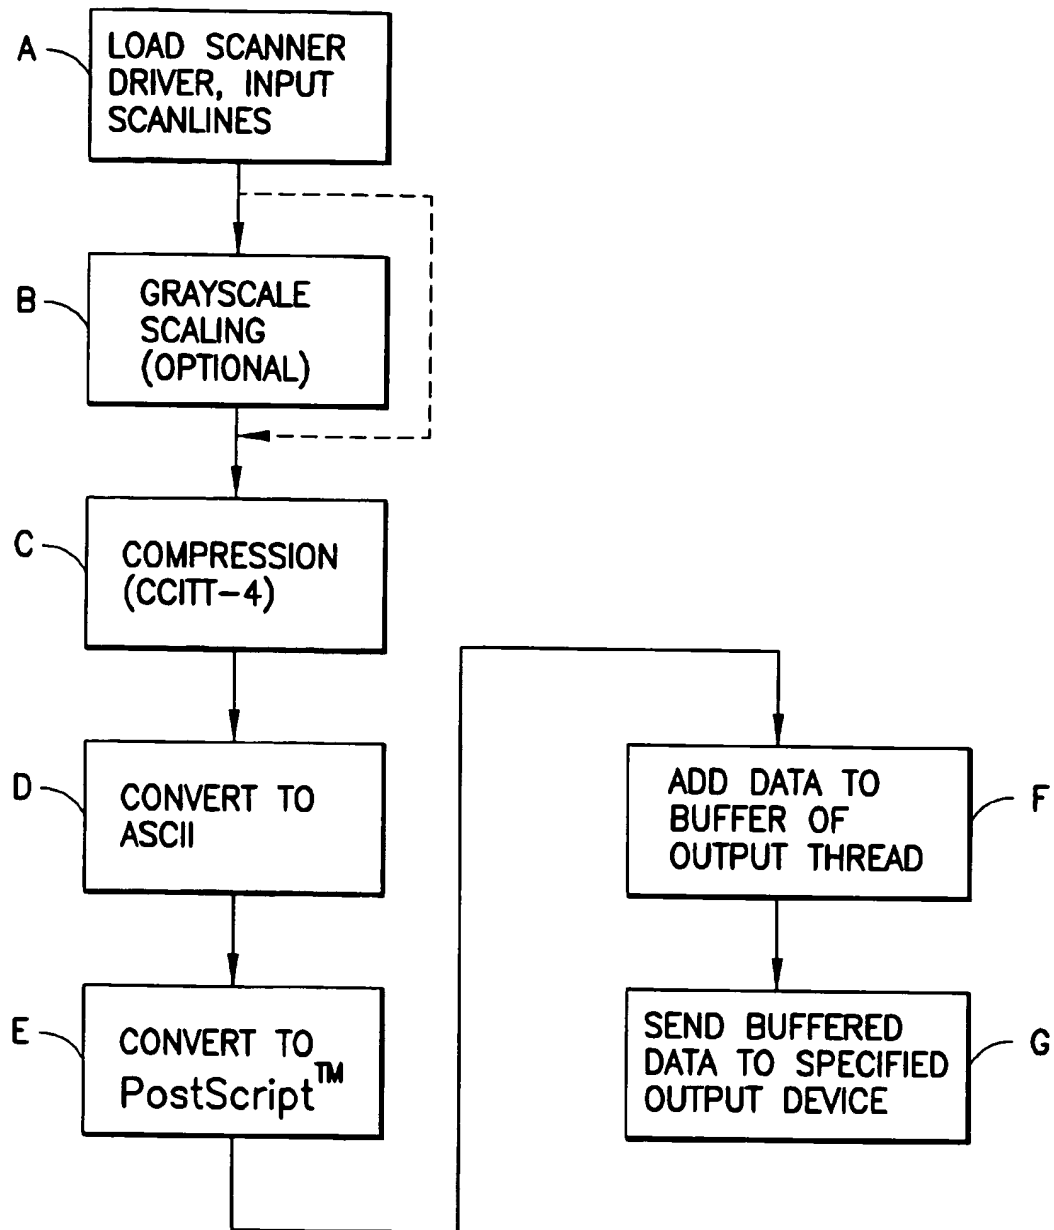 A
LOAD SCANNER
DRIVER, INPUT
SCANLINES
B
GRAYSCALE
SCALING
(OPTIONAL)
C
COMPRESSION
(CCITT-4)
D
CONVERT TO
ASCII
E
CONVERT TO
PostScript™
F
ADD DATA TO
BUFFER OF
OUTPUT THREAD
G
SEND BUFFERED
DATA TO SPECIFIED
OUTPUT DEVICE